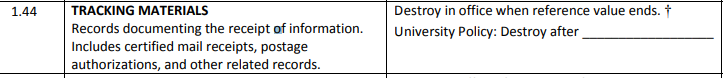 1.44 TRACKING MATERIALS
Records documenting the receipt of information.
Includes certified mail receipts, postage
authorizations, and other related records.
Destroy in office when reference value ends. †
University Policy: Destroy after ___________________